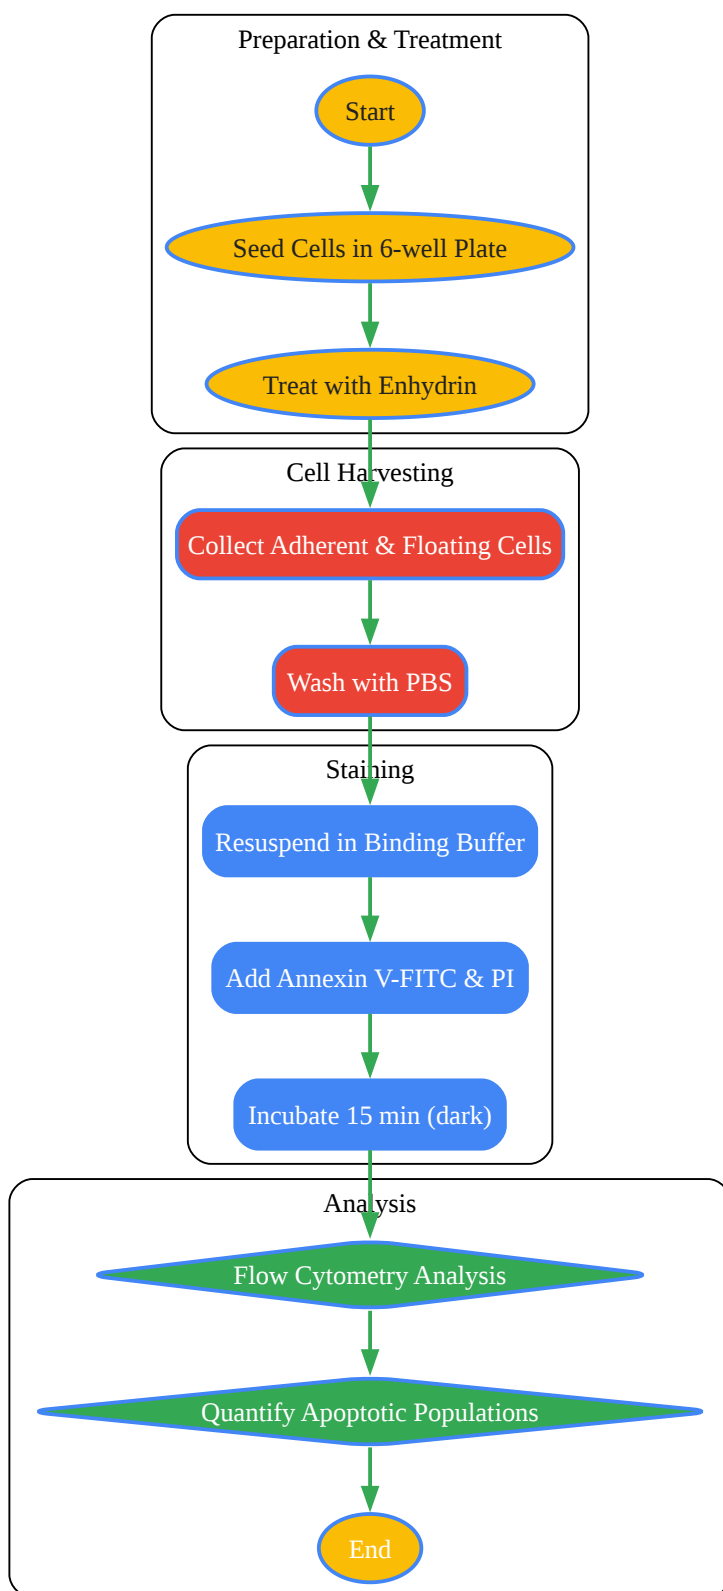 Preparation & Treatment
Start
Seed Cells in 6-well Plate
Treat with Enhydrin
Cell Harvesting
Collect Adherent & Floating Cells
Wash with PBS
Staining
Resuspend in Binding Buffer
Add Annexin V-FITC & PI
Incubate 15 min (dark)
Analysis
Flow Cytometry Analysis
Quantify Apoptotic Populations
End